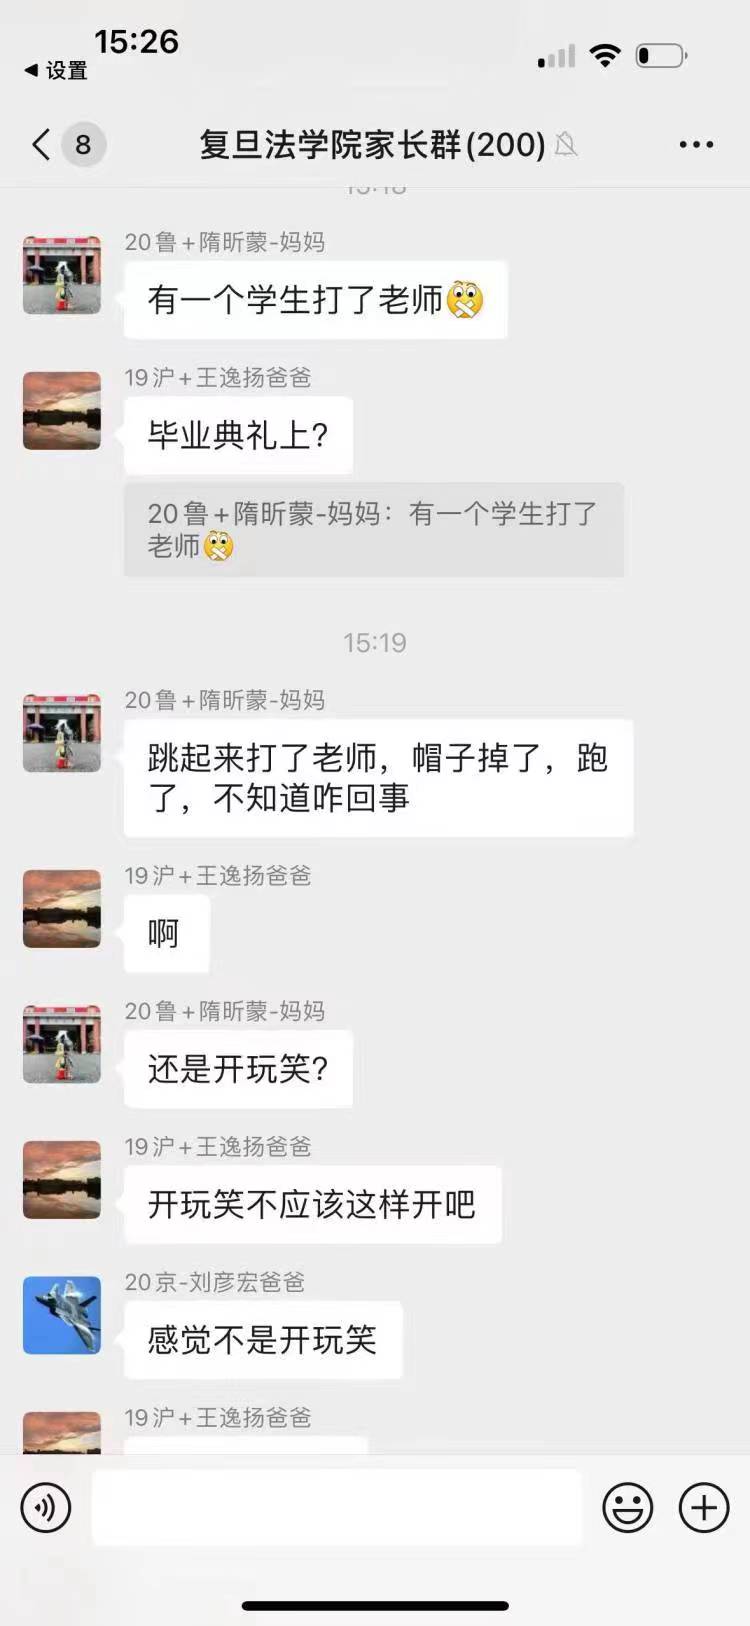 15:26
设置
8
复旦法学院家长群(200)
15:18
20鲁+隋昕蒙-妈妈
有一个学生打了老师
19沪+王逸扬爸爸
毕业典礼上?
20鲁+隋昕蒙-妈妈：有一个学生打了
老师
15:19
20鲁+隋昕蒙-妈妈
跳起来打了老师，帽子掉了，跑
了，不知道咋回事
19沪+王逸扬爸爸
啊
20鲁+隋昕蒙-妈妈
还是开玩笑?
19沪+王逸扬爸爸
开玩笑不应该这样开吧
20京-刘彦宏爸爸
感觉不是开玩笑
19沪+王逸扬爸爸